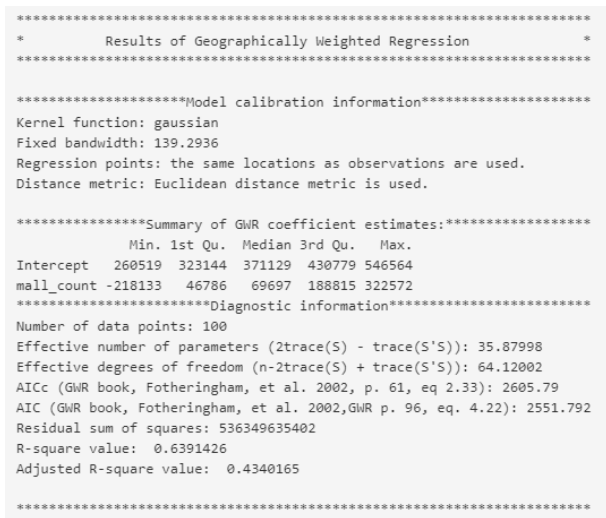 ***********************************************************************
*          Results of Geographically Weighted Regression              *
***********************************************************************
*********************Model calibration information*********************
Kernel function: gaussian
Fixed bandwidth: 139.2936
Regression points: the same locations as observations are used.
Distance metric: Euclidean distance metric is used.
****************Summary of GWR coefficient estimates:******************
Min. 1st Qu. Median 3rd Qu. Max.
Intercept 260519 323144 371129 430779 546564
mall_count -218133 46786 69697 188815 322572
************************Diagnostic information*************************
Number of data points: 100
Effective number of parameters (2trace(S) - trace(S'S)): 35.87998
Effective degrees of freedom (n-2trace(S) + trace(S'S)): 64.12002
AICc (GWR book, Fotheringham, et al. 2002, p. 61, eq 2.33): 2605.79
AIC (GWR book, Fotheringham, et al. 2002,GWR p. 96, eq. 4.22): 2551.792
Residual sum of squares: 536349635402
R-square value: 0.6391426
Adjusted R-square value: 0.4340165
***********************************************************************